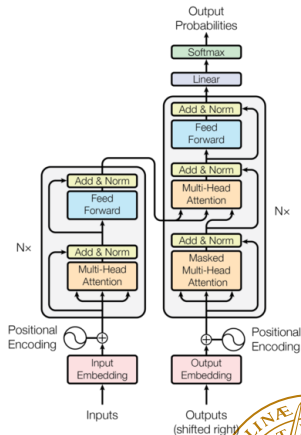 Output
Probabilities
Softmax
Linear
Add & Norm
Feed
Forward
Add & Norm
Multi-Head
Attention
Add & Norm
Masked
Multi-Head
Attention
Nx
Add & Norm
Feed
Forward
Add & Norm
Multi-Head
Attention
Nx
Positional
Encoding
Positional
Encoding
Input
Embedding
Output
Embedding
Inputs
Outputs
(shifted right)
LINÆ